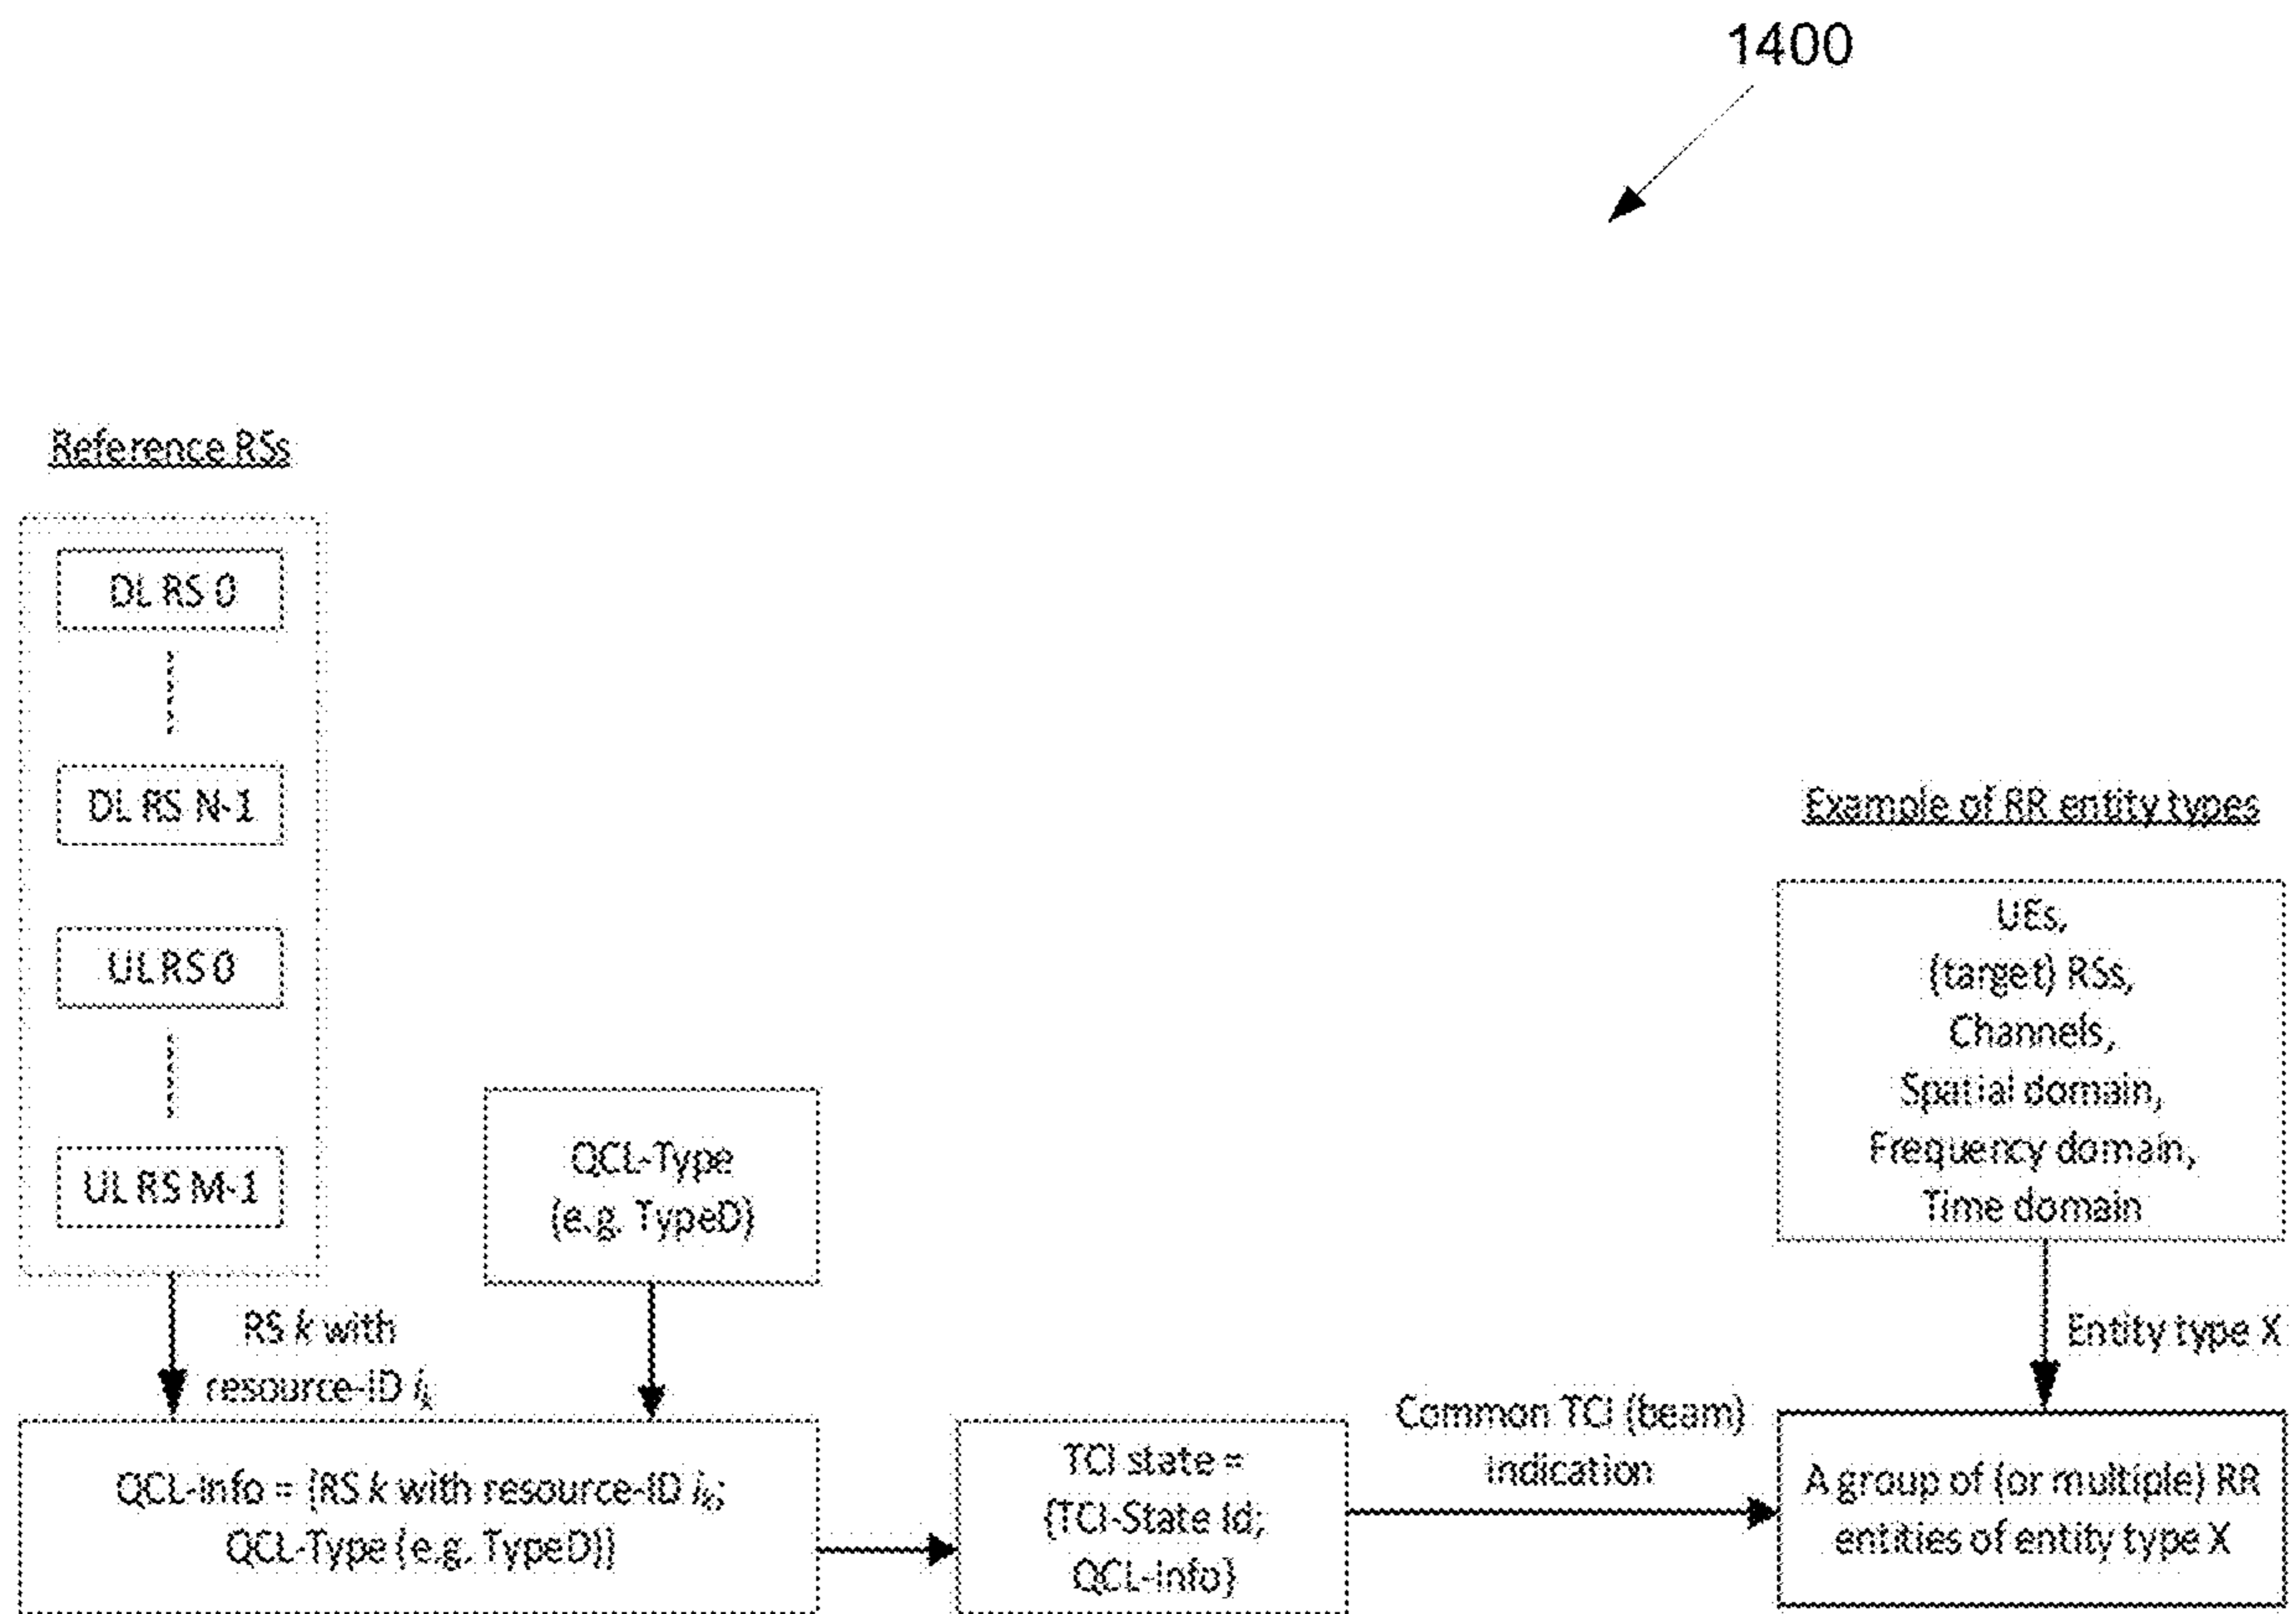 1400
Reference RSs
DL RS 0
DL RS N-1
UL RS 0
UL RS M-1
QCL-Type
(e.g. TypeD)
RS k with
resource-ID iₖ
QCL-Info = {RS k with resource-ID iₖ;
QCL-Type (e.g. TypeD)}
TCI state =
{TCI-State Id;
QCL-Info}
Common TCI (beam)
indication
Example of RR entity types
UEs,
(target) RSs,
Channels,
Spatial domain,
Frequency domain,
Time domain
Entity type X
A group of (or multiple) RR
entities of entity type X